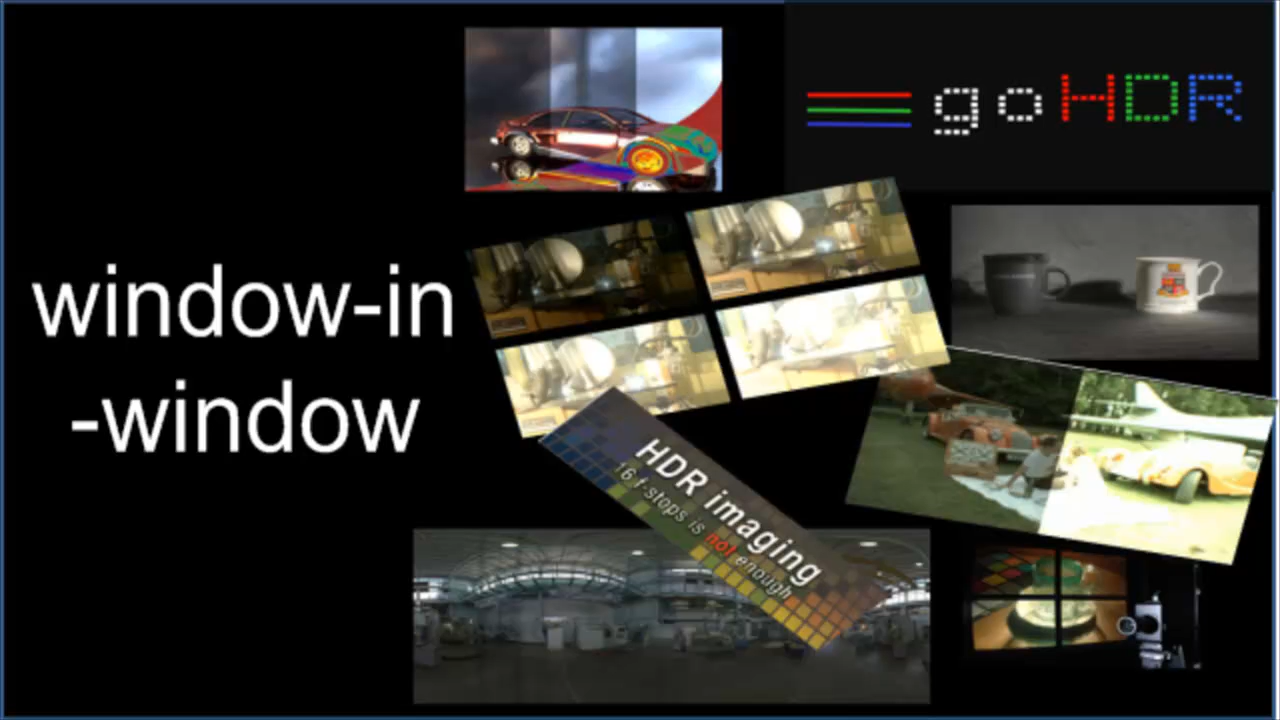 goHDR
window-in
-window
HDR imaging
16 f-stops is not enough